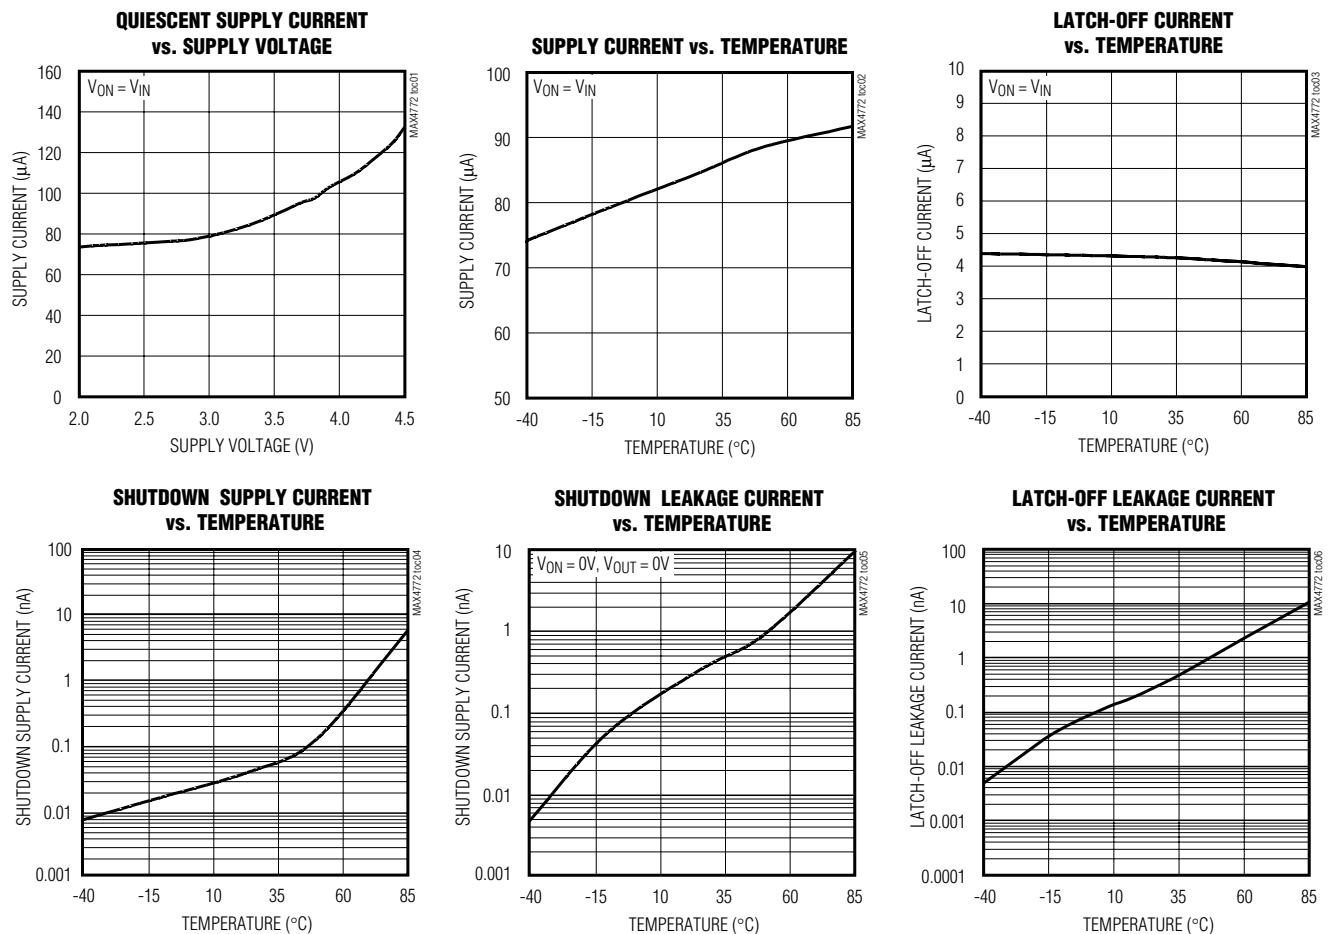 QUIESCENT SUPPLY CURRENT
vs. SUPPLY VOLTAGE
160
140
120
100
80
60
40
20
0
VON = VIN
MAX4772 toc01
SUPPLY CURRENT (µA)
2.0 2.5 3.0 3.5 4.0 4.5
SUPPLY VOLTAGE (V)
SUPPLY CURRENT vs. TEMPERATURE
100
90
80
70
60
50
VON = VIN
MAX4772 toc02
SUPPLY CURRENT (µA)
-40 -15 10 35 60 85
TEMPERATURE (°C)
LATCH-OFF CURRENT
vs. TEMPERATURE
10
9
8
7
6
5
4
3
2
1
0
VON = VIN
MAX4772 toc03
LATCH-OFF CURRENT (µA)
-40 -15 10 35 60 85
TEMPERATURE (°C)
SHUTDOWN SUPPLY CURRENT
vs. TEMPERATURE
100
10
1
0.1
0.01
0.001
MAX4772 toc04
SHUTDOWN SUPPLY CURRENT (nA)
-40 -15 10 35 60 85
TEMPERATURE (°C)
SHUTDOWN LEAKAGE CURRENT
vs. TEMPERATURE
10
1
0.1
0.01
0.001
VON = 0V, VOUT = 0V
MAX4772 toc05
SHUTDOWN SUPPLY CURRENT (nA)
-40 -15 10 35 60 85
TEMPERATURE (°C)
LATCH-OFF LEAKAGE CURRENT
vs. TEMPERATURE
100
10
1
0.1
0.01
0.001
0.0001
MAX4772 toc06
LATCH-OFF LEAKAGE CURRENT (nA)
-40 -15 10 35 60 85
TEMPERATURE (°C)